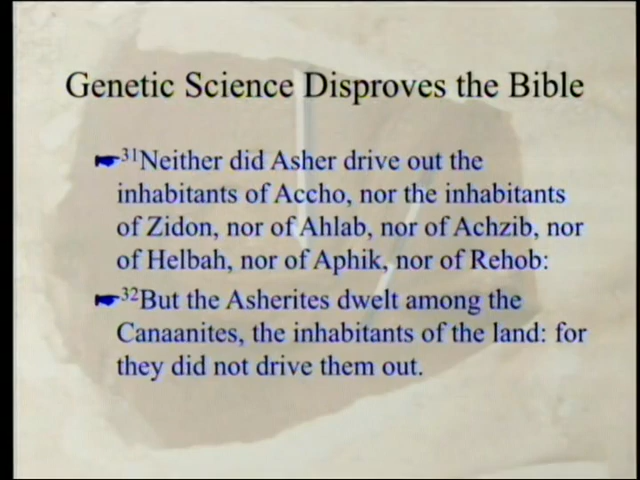 Genetic Science Disproves the Bible
31Neither did Asher drive out the
inhabitants of Accho, nor the inhabitants
of Zidon, nor of Ahlab, nor of Achzib, nor
of Helbah, nor of Aphik, nor of Rehob:
32But the Asherites dwelt among the
Canaanites, the inhabitants of the land: for
they did not drive them out.